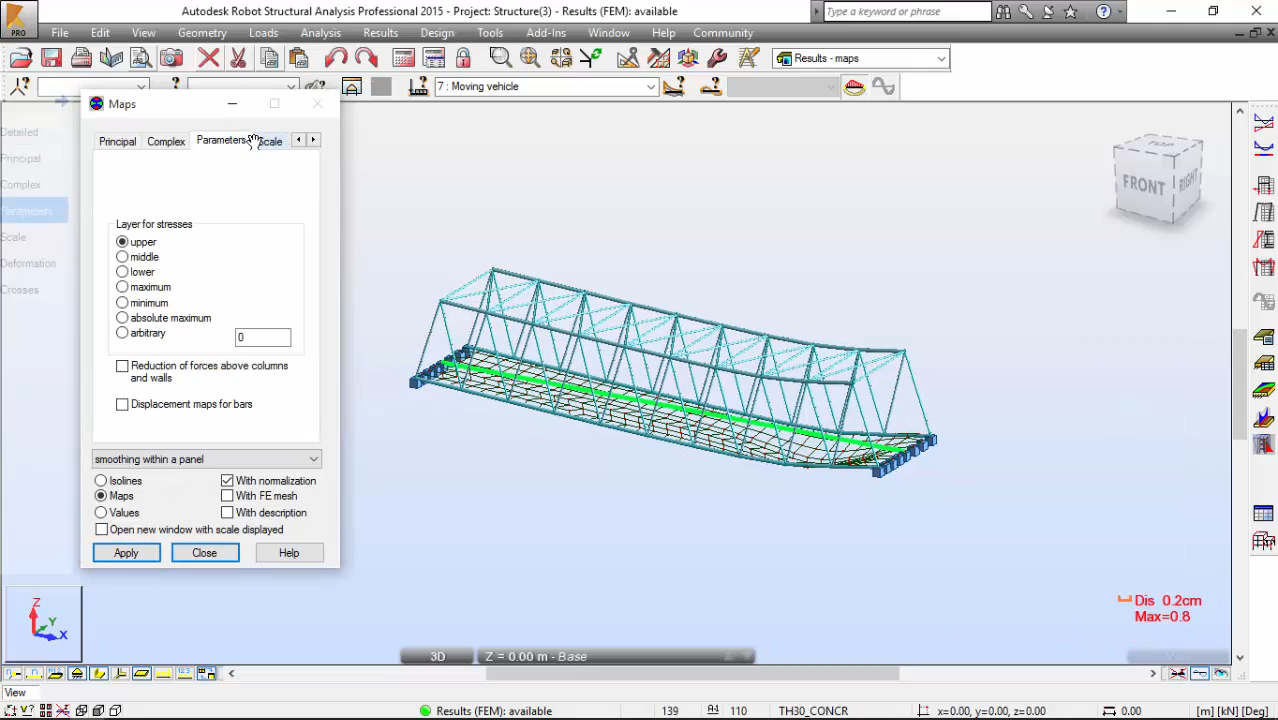 Autodesk Robot Structural Analysis Professional 2015 - Project: Structure(3) - Results (FEM): available
Type a keyword or phrase
PRO
File Edit View Geometry Loads Analysis Results Design Tools Add-Ins Window Help Community
Results - maps
7 : Moving vehicle
Maps
Detailed
Principal
Complex
Parameters
Scale
Deformation
Crosses
Principal Complex Parameters Scale
Layer for stresses
upper
middle
lower
maximum
minimum
absolute maximum
arbitrary
0
Reduction of forces above columns
and walls
Displacement maps for bars
smoothing within a panel
Isolines With normalization
Maps With FE mesh
Values With description
Open new window with scale displayed
Apply Close Help
TOP
FRONT
RIGHT
Dis 0.2cm
Max=0.8
Z
Y
X
3D Z = 0.00 m - Base
View
Results (FEM): available 139 110 TH30_CONCR x=0.00, y=0.00, z=0.00 0.00 [m] [kN] [Deg]